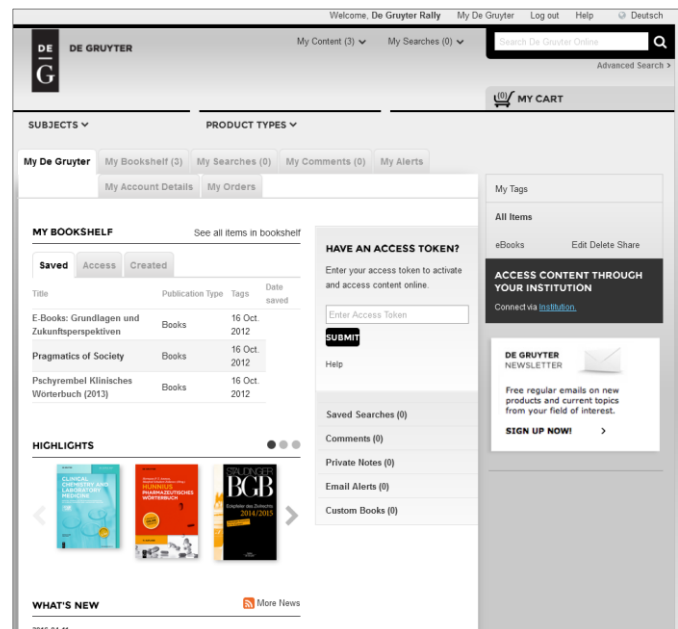 Welcome, De Gruyter Rally My De Gruyter Log out Help Deutsch
DE
G
DE GRUYTER
My Content (3) My Searches (0)
Search De Gruyter Online
Advanced Search >
(0) MY CART
SUBJECTS PRODUCT TYPES
My De Gruyter My Bookshelf (3) My Searches (0) My Comments (0) My Alerts
My Account Details My Orders
MY BOOKSHELF See all items in bookshelf
Saved Access Created
Title Publication Type Tags Date saved
E-Books: Grundlagen und Zukunftsperspektiven Books 16 Oct. 2012
Pragmatics of Society Books 16 Oct. 2012
Pschyrembel Klinisches Wörterbuch (2013) Books 16 Oct. 2012
HIGHLIGHTS
CLINICAL
CHEMISTRY AND
LABORATORY
MEDICINE
HUNNIUS
PHARMAZEUTISCHES
WÖRTERBUCH
STAUDINGER
BGB
Eckpfeiler des Zivilrechts
2014/2015
WHAT'S NEW More News
HAVE AN ACCESS TOKEN?
Enter your access token to activate
and access content online.
Enter Access Token
SUBMIT
Help
Saved Searches (0)
Comments (0)
Private Notes (0)
Email Alerts (0)
Custom Books (0)
My Tags
All Items
eBooks Edit Delete Share
ACCESS CONTENT THROUGH
YOUR INSTITUTION
Connect via Institution.
DE GRUYTER
NEWSLETTER
Free regular emails on new
products and current topics
from your field of interest.
SIGN UP NOW! >